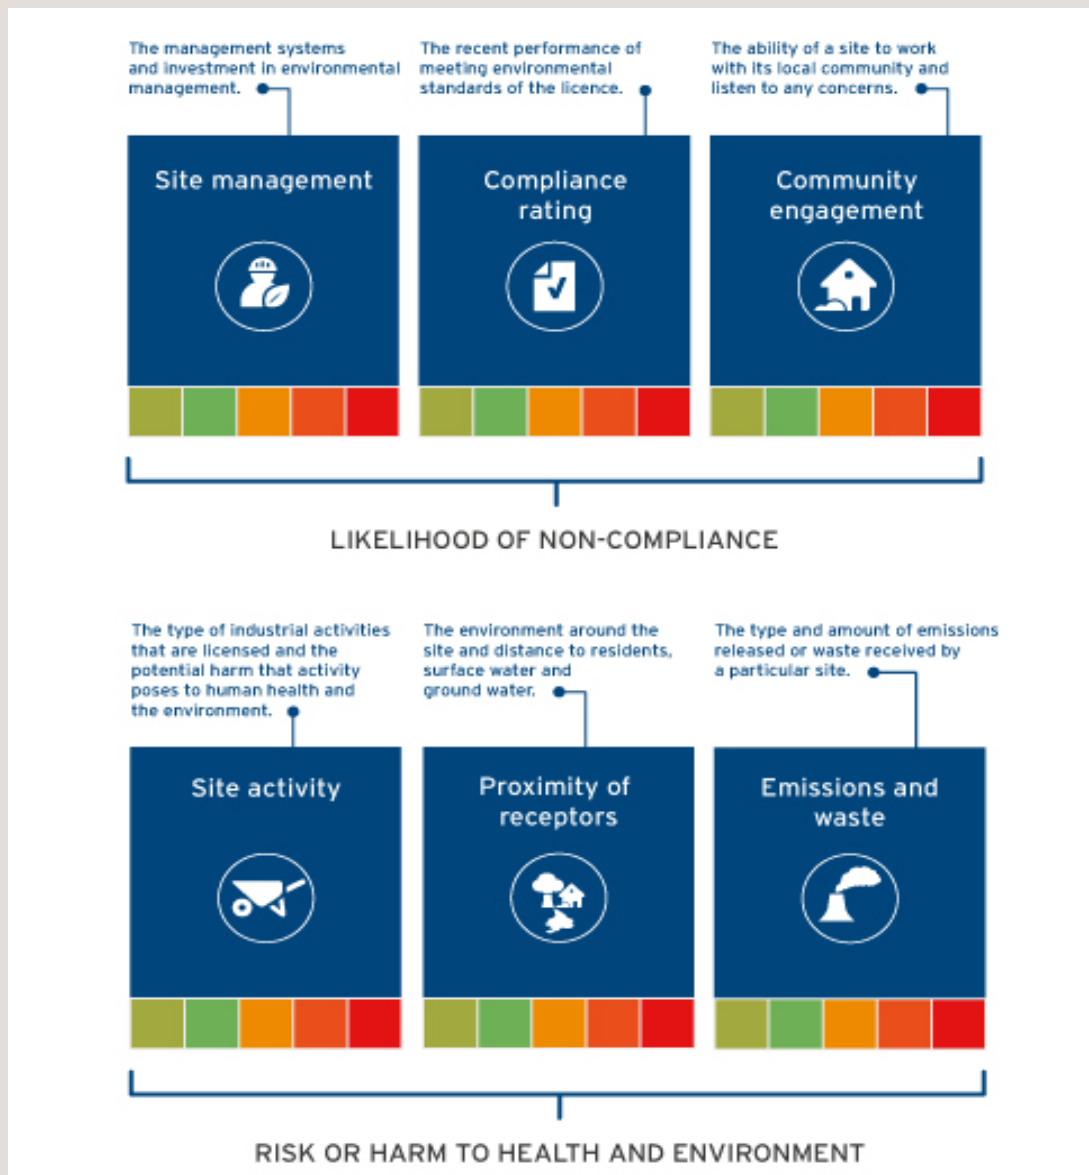 The management systems
and investment in environmental
management.
The recent performance of
meeting environmental
standards of the licence.
The ability of a site to work
with its local community and
listen to any concerns.
Site management
Compliance
rating
Community
engagement
LIKELIHOOD OF NON-COMPLIANCE
The type of industrial activities
that are licensed and the
potential harm that activity
poses to human health and
the environment.
The environment around the
site and distance to residents,
surface water and
ground water.
The type and amount of emissions
released or waste received by
a particular site.
Site activity
Proximity of
receptors
Emissions and
waste
RISK OR HARM TO HEALTH AND ENVIRONMENT